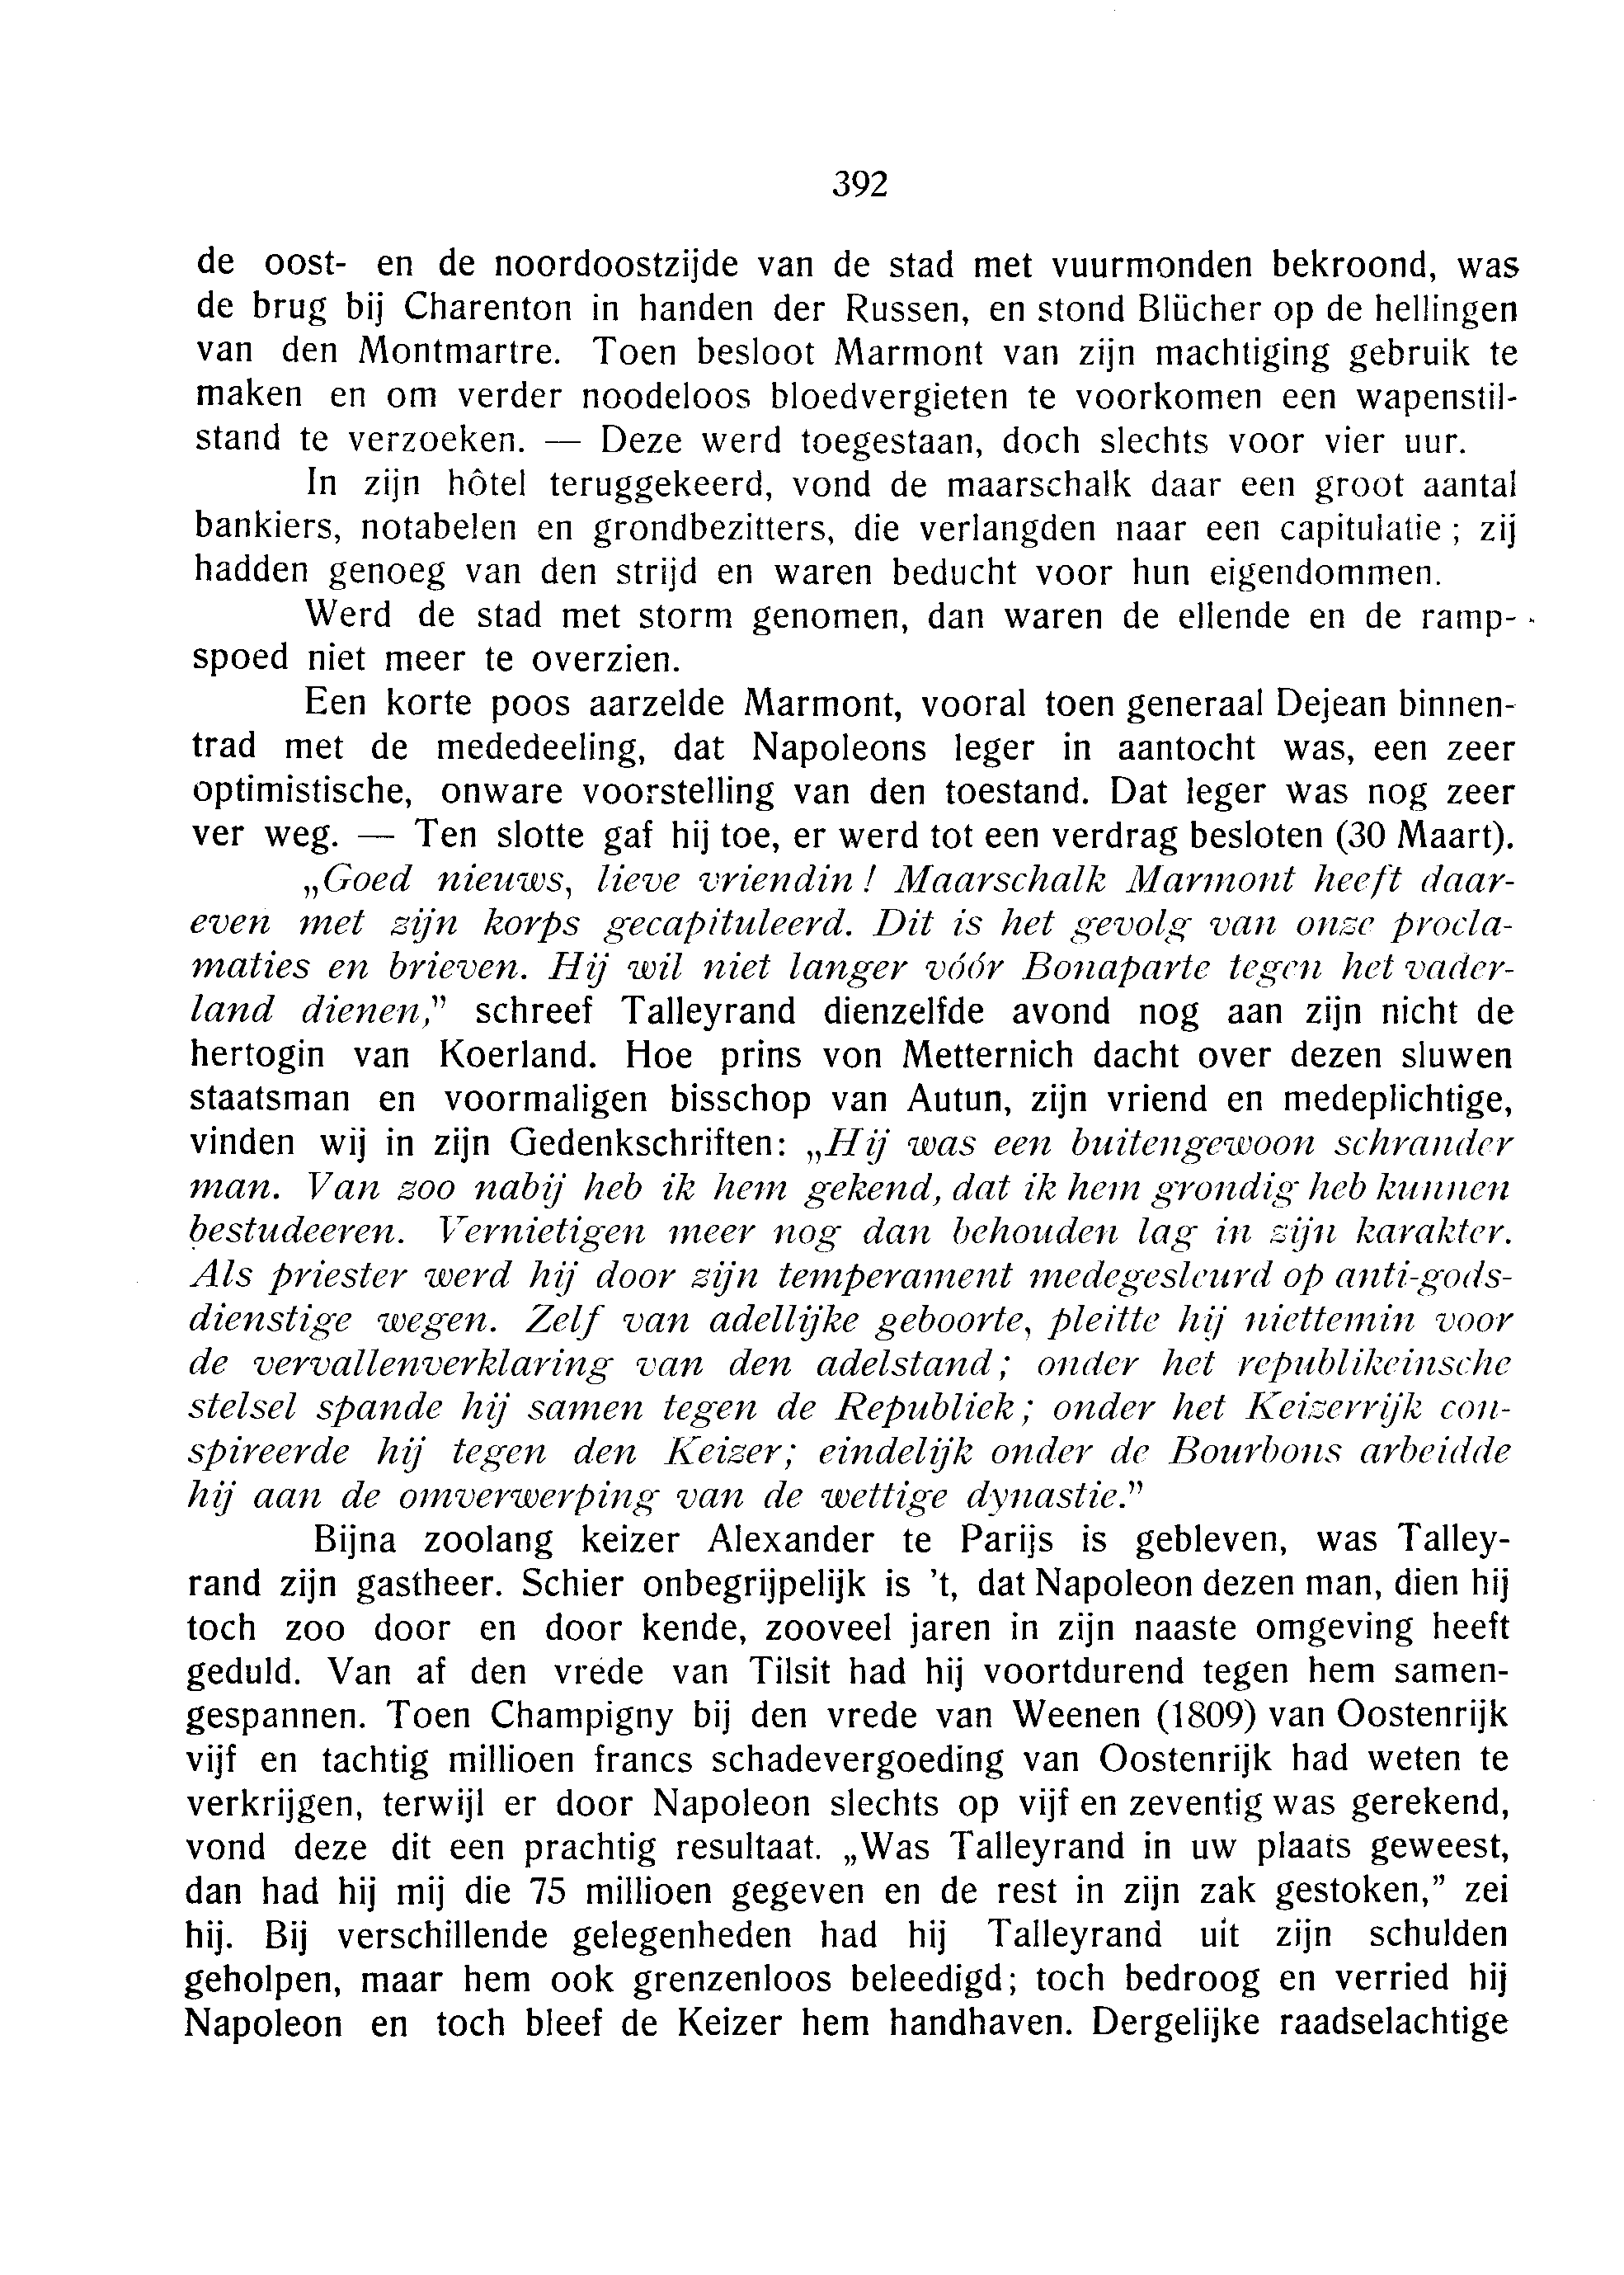 392
de oost- en de noordoostzijde van de stad met vuurmonden bekroond, was
de brug bij Charenton in handen der Russen, en stond Blücher op de hellingen
van den Montmartre. Toen besloot Marmont van zijn machtiging gebruik te
maken en om verder noodeloos bloedvergieten te voorkomen een wapenstil-
stand te verzoeken. — Deze werd toegestaan, doch slechts voor vier uur.
In zijn hôtel teruggekeerd, vond de maarschalk daar een groot aantal
bankiers, notabelen en grondbezitters, die verlangden naar een capitulatie; zij
hadden genoeg van den strijd en waren beducht voor hun eigendommen.
Werd de stad met storm genomen, dan waren de ellende en de ramp-
spoed niet meer te overzien.
Een korte poos aarzelde Marmont, vooral toen generaal Dejean binnen-
trad met de mededeeling, dat Napoleons leger in aantocht was, een zeer
optimistische, onware voorstelling van den toestand. Dat leger was nog zeer
ver weg. — Ten slotte gaf hij toe, er werd tot een verdrag besloten (30 Maart).
„Goed nieuws, lieve vriendin! Maarschalk Marmont heeft daar-
even met zijn korps gecapituleerd. Dit is het gevolg van onze procla-
maties en brieven. Hij wil niet langer vóór Bonaparte tegen het vader-
land dienen,” schreef Talleyrand dienzelfde avond nog aan zijn nicht de
hertogin van Koerland. Hoe prins von Metternich dacht over dezen sluwen
staatsman en voormaligen bisschop van Autun, zijn vriend en medeplichtige,
vinden wij in zijn Gedenkschriften: „Hij was een buitengewoon schrander
man. Van zoo nabij heb ik hem gekend, dat ik hem grondig heb kunnen
bestudeeren. Vernietigen meer nog dan behouden lag in zijn karakter.
Als priester werd hij door zijn temperament medegesleurd op anti-gods-
dienstige wegen. Zelf van adellijke geboorte, pleitte hij niettemin voor
de vervallenverklaring van den adelstand; onder het republikeinsche
stelsel spande hij samen tegen de Republiek; onder het Keizerrijk con-
spireerde hij tegen den Keizer; eindelijk onder de Bourbons arbeidde
hij aan de omverwerping van de wettige dynastie.”
Bijna zoolang keizer Alexander te Parijs is gebleven, was Talley-
rand zijn gastheer. Schier onbegrijpelijk is 't, dat Napoleon dezen man, dien hij
toch zoo door en door kende, zooveel jaren in zijn naaste omgeving heeft
geduld. Van af den vrede van Tilsit had hij voortdurend tegen hem samen-
gespannen. Toen Champigny bij den vrede van Weenen (1809) van Oostenrijk
vijf en tachtig millioen francs schadevergoeding van Oostenrijk had weten te
verkrijgen, terwijl er door Napoleon slechts op vijf en zeventig was gerekend,
vond deze dit een prachtig resultaat. „Was Talleyrand in uw plaats geweest,
dan had hij mij die 75 millioen gegeven en de rest in zijn zak gestoken,” zei
hij. Bij verschillende gelegenheden had hij Talleyrand uit zijn schulden
geholpen, maar hem ook grenzenloos beleedigd; toch bedroog en verried hij
Napoleon en toch bleef de Keizer hem handhaven. Dergelijke raadselachtige